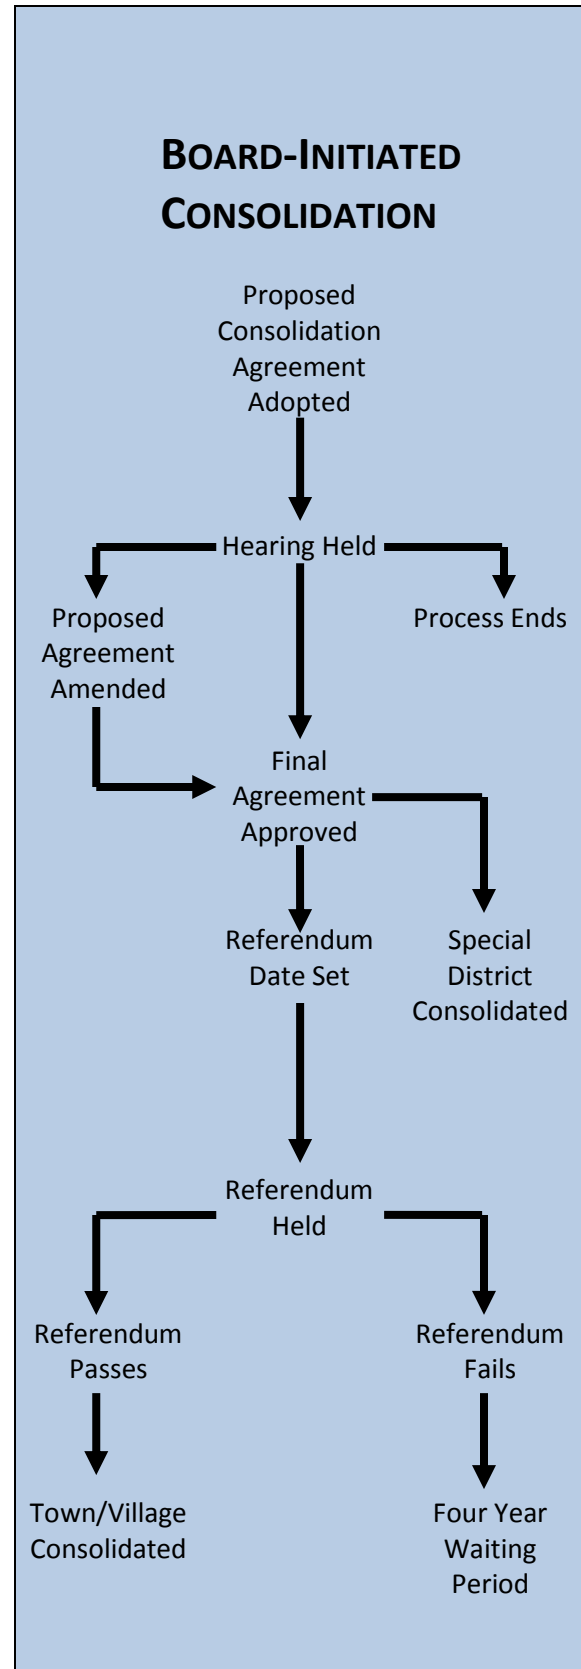 BOARD-INITIATED
CONSOLIDATION
Proposed
Consolidation
Agreement
Adopted
Hearing Held
Proposed
Agreement
Amended
Process Ends
Final
Agreement
Approved
Referendum
Date Set
Special
District
Consolidated
Referendum
Held
Referendum
Passes
Referendum
Fails
Town/Village
Consolidated
Four Year
Waiting
Period